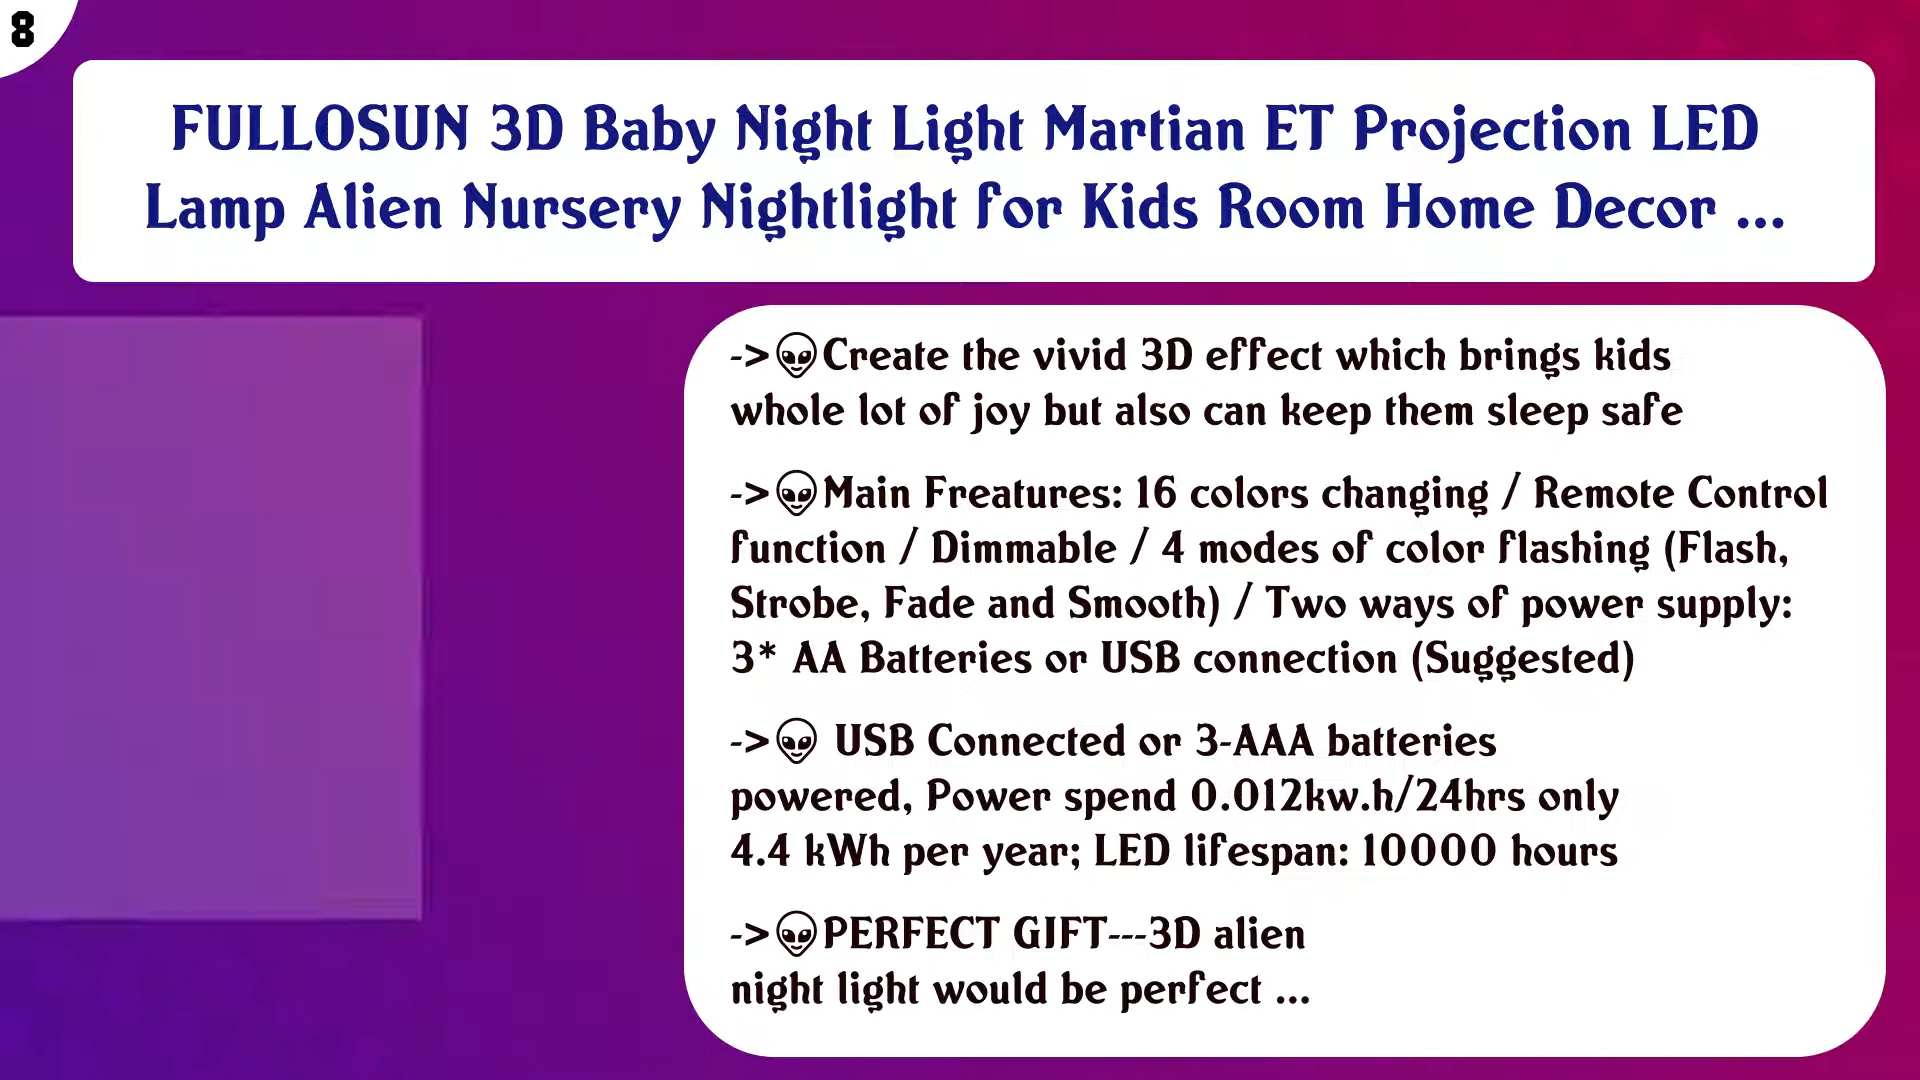 8
FULLOSUN 3D Baby Night Light Martian ET Projection LED
Lamp Alien Nursery Nightlight for Kids Room Home Decor ...
->👽Create the vivid 3D effect which brings kids
whole lot of joy but also can keep them sleep safe
->👽Main Freatures: 16 colors changing / Remote Control
function / Dimmable / 4 modes of color flashing (Flash,
Strobe, Fade and Smooth) / Two ways of power supply:
3* AA Batteries or USB connection (Suggested)
->👽 USB Connected or 3-AAA batteries
powered, Power spend 0.012kw.h/24hrs only
4.4 kWh per year; LED lifespan: 10000 hours
->👽PERFECT GIFT---3D alien
night light would be perfect ...